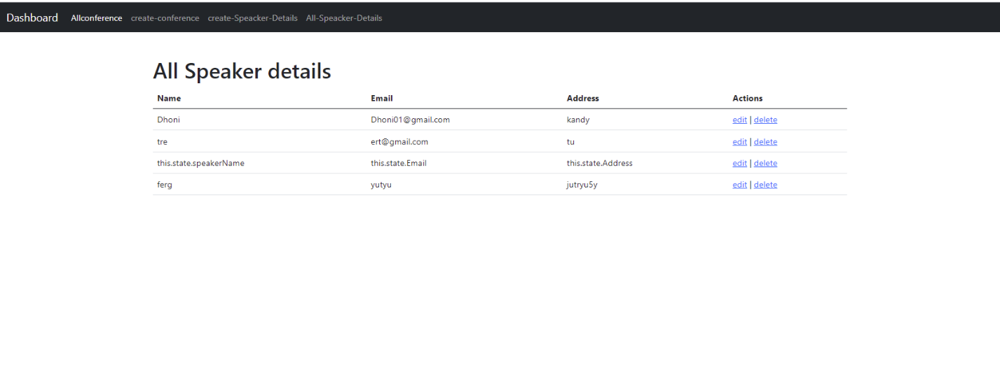 Dashboard Allconference create-conference create-Speacker-Details All-Speacker-Details
All Speaker details
Name Email Address Actions
Dhoni Dhoni01@gmail.com kandy edit | delete
tre ert@gmail.com tu edit | delete
this.state.speakerName this.state.Email this.state.Address edit | delete
ferg yutyu jutryu5y edit | delete